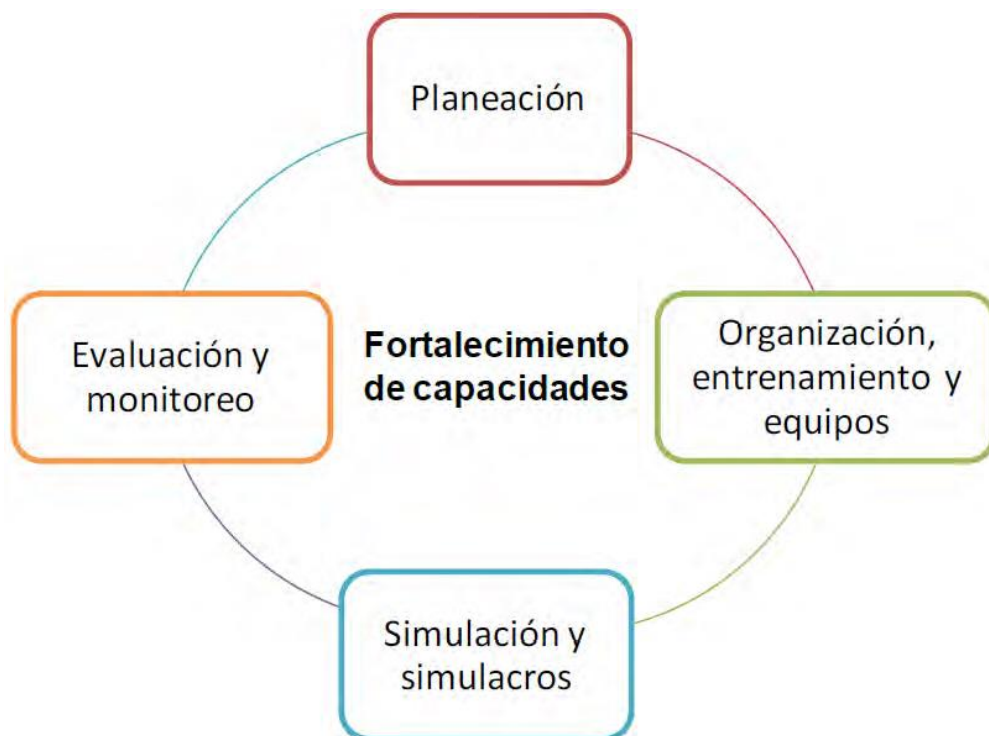 Planeación
Evaluación y
monitoreo
Fortalecimiento
de capacidades
Organización,
entrenamiento y
equipos
Simulación y
simulacros